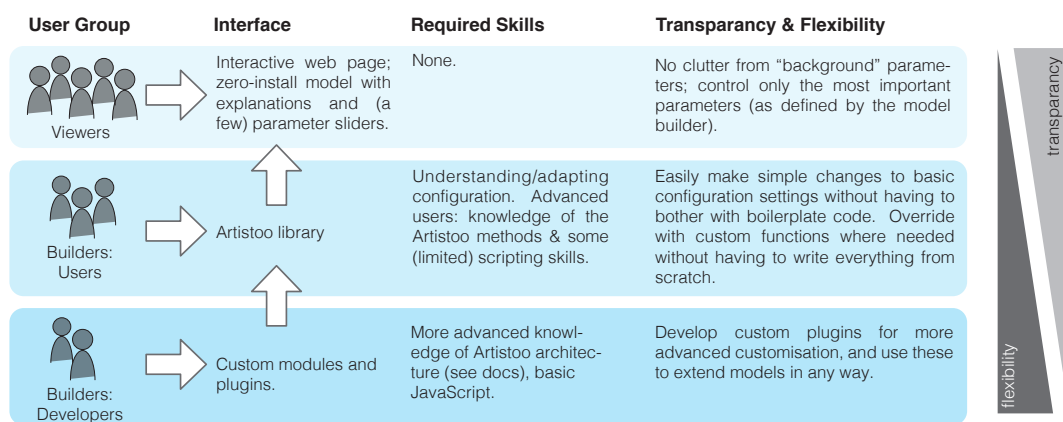 User Group
Interface
Required Skills
Transparancy & Flexibility
Viewers
Interactive web page;
zero-install model with
explanations and (a
few) parameter sliders.
None.
No clutter from “background” parame-
ters; control only the most important
parameters (as defined by the model
builder).
Builders:
Users
Artistoo library
Understanding/adapting
configuration. Advanced
users: knowledge of the
Artistoo methods & some
(limited) scripting skills.
Easily make simple changes to basic
configuration settings without having to
bother with boilerplate code. Override
with custom functions where needed
without having to write everything from
scratch.
Builders:
Developers
Custom modules and
plugins.
More advanced know-
ledge of Artistoo architec-
ture (see docs), basic
JavaScript.
Develop custom plugins for more
advanced customisation, and use these
to extend models in any way.
transparancy
flexibility